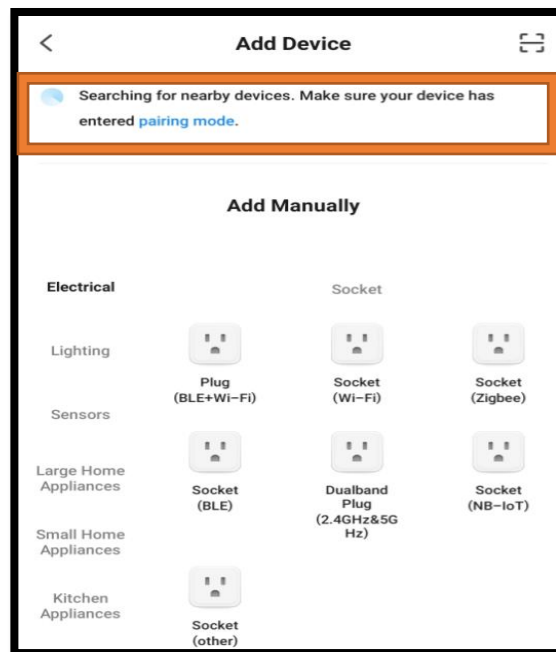 Add Device
Searching for nearby devices. Make sure your device has
entered pairing mode.
Add Manually
Electrical
Lighting
Sensors
Large Home
Appliances
Small Home
Appliances
Kitchen
Appliances
Socket
Plug
(BLE+Wi-Fi)
Socket
(Wi-Fi)
Socket
(Zigbee)
Socket
(BLE)
Dualband
Plug
(2.4GHz&5G
Hz)
Socket
(NB-IoT)
Socket
(other)